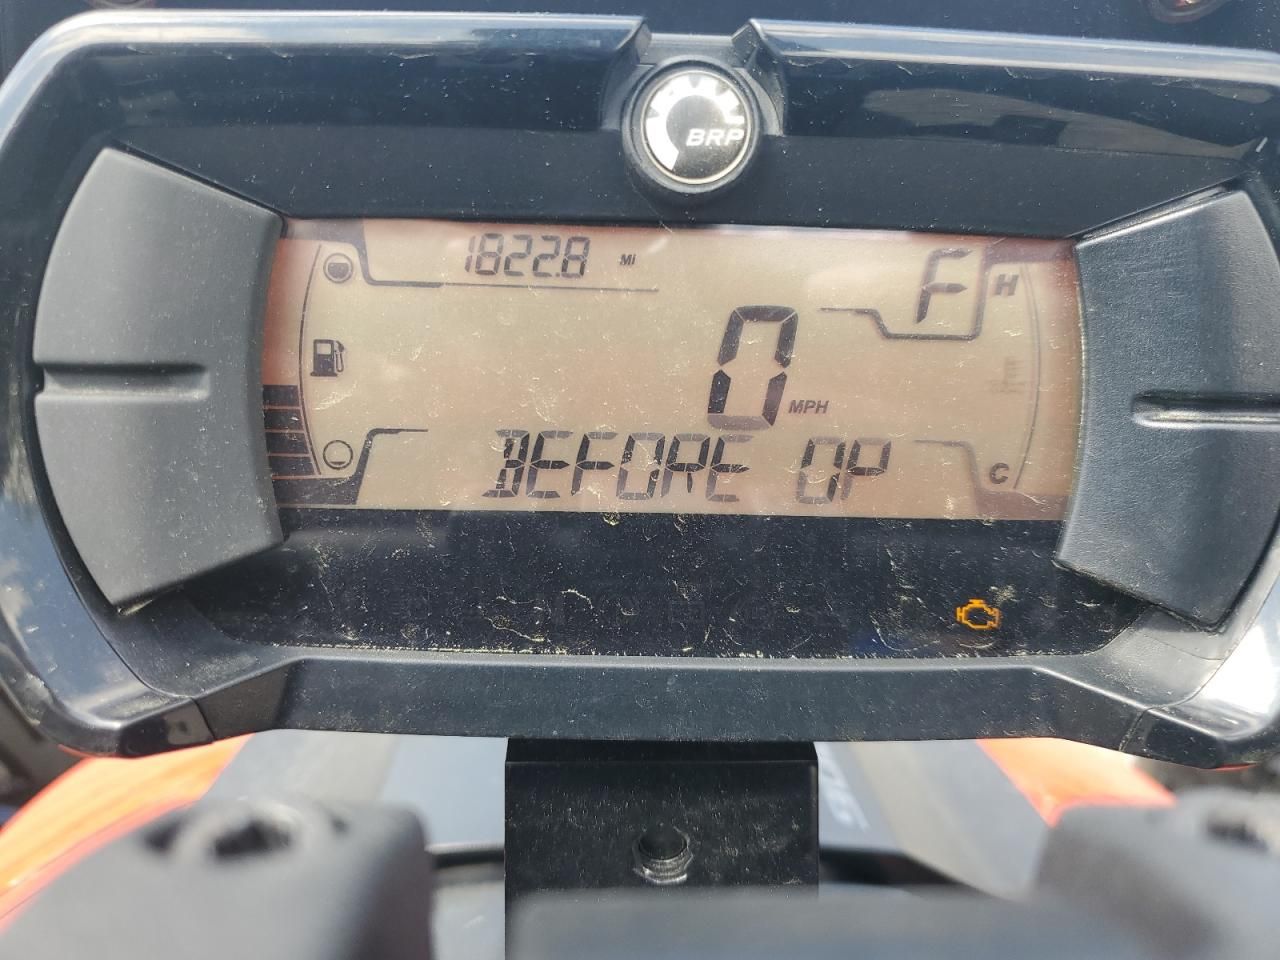 BRP
1822.8 MI
F
H
0 MPH
BEFORE OP
C